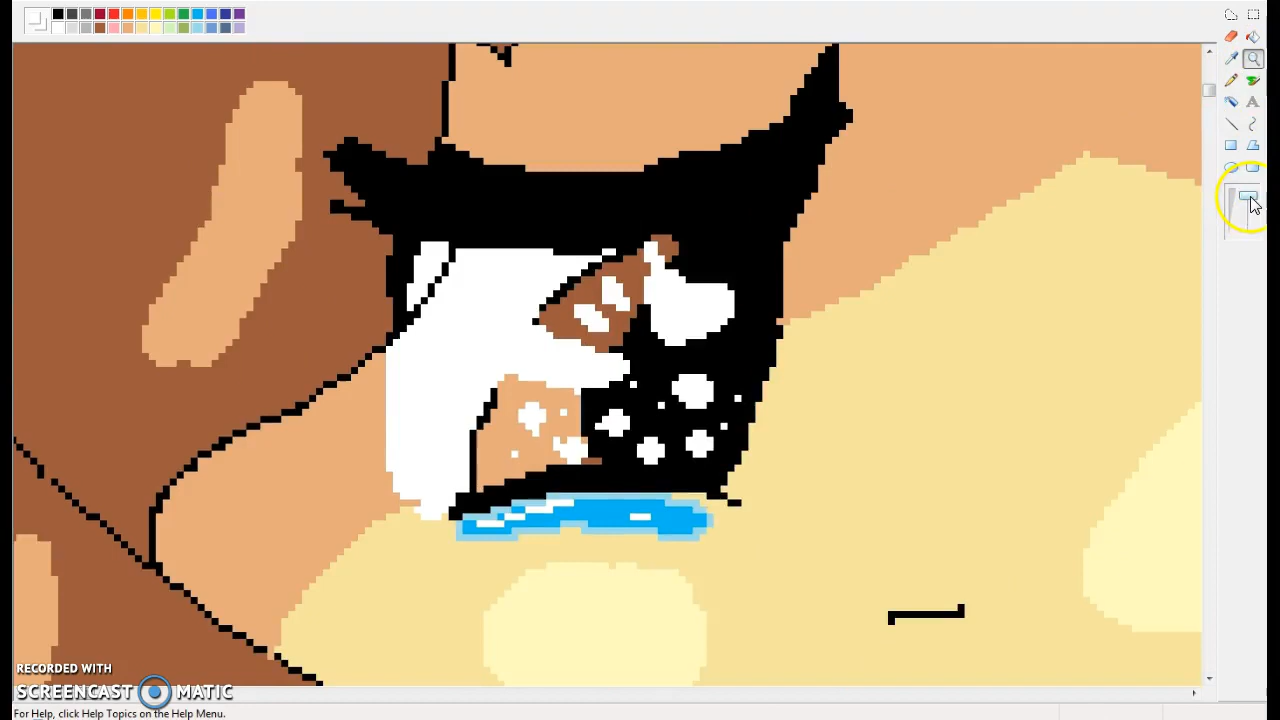 A
RECORDED WITH
SCREENCAST MATIC
For Help, click Help Topics on the Help Menu.